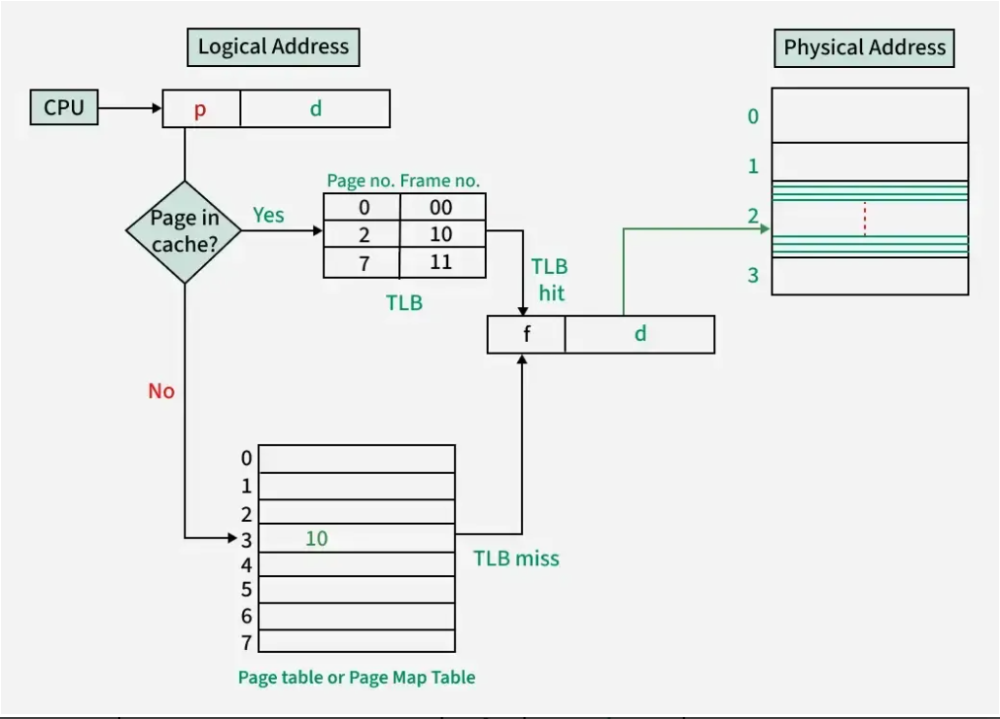 Logical Address
Physical Address
CPU
p d
0
1
2
3
Page in
cache?
Yes
Page no. Frame no.
0 00
2 10
7 11
TLB
TLB
hit
f d
No
0
1
2
3 10
4
5
6
7
TLB miss
Page table or Page Map Table